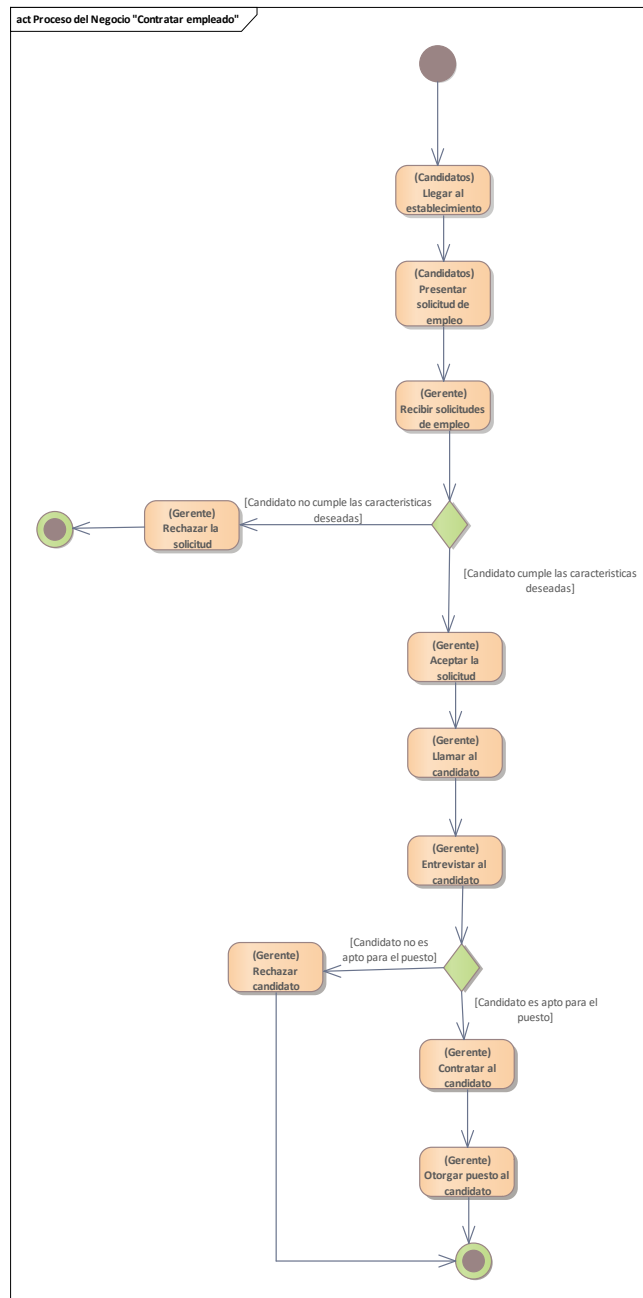 act Proceso del Negocio "Contratar empleado"
(Candidatos)
Llegar al
establecimiento
(Candidatos)
Presentar
solicitud de
empleo
(Gerente)
Recibir solicitudes
de empleo
[Candidato no cumple las caracteristicas
deseadas]
(Gerente)
Rechazar la
solicitud
[Candidato cumple las caracteristicas
deseadas]
(Gerente)
Aceptar la
solicitud
(Gerente)
Llamar al
candidato
(Gerente)
Entrevistar al
candidato
[Candidato no es
apto para el puesto]
(Gerente)
Rechazar
candidato
[Candidato es apto para el
puesto]
(Gerente)
Contratar al
candidato
(Gerente)
Otorgar puesto al
candidato